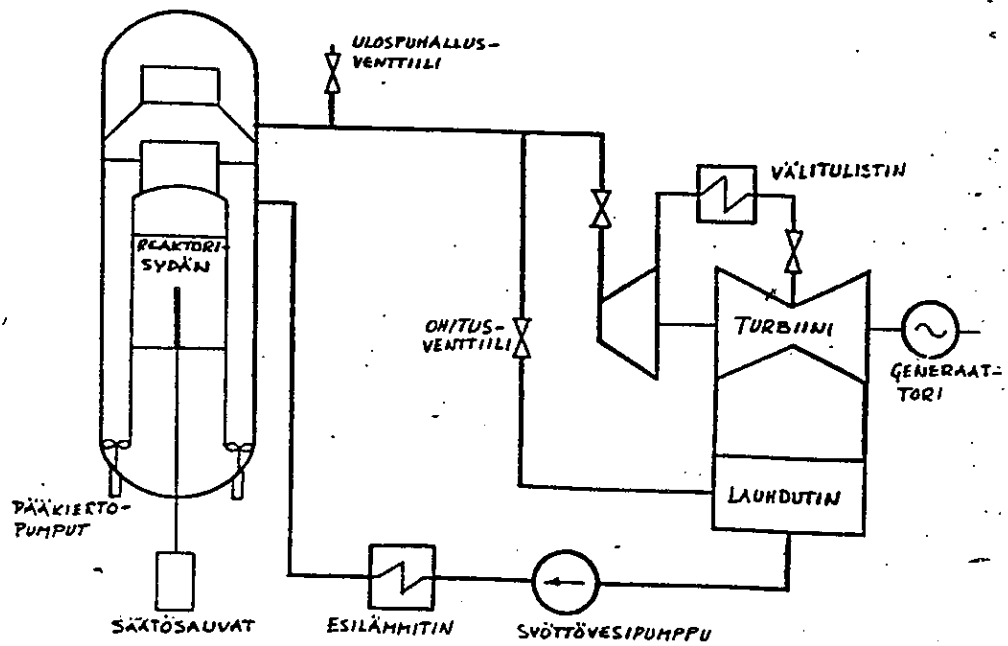 ULOSPUHALLUS-
VENTTIILI
VÄLITULISTIN
REAKTORI-
SYDÄN
OHITUS-
VENTTIILI
TURBIINI
GENERAAT-
TORI
LAUHDUTIN
PÄÄKIERTO-
PUMPUT
SÄÄTÖSAUVAT
ESILÄMMITIN
SYÖTTÖVESIPUMPPU